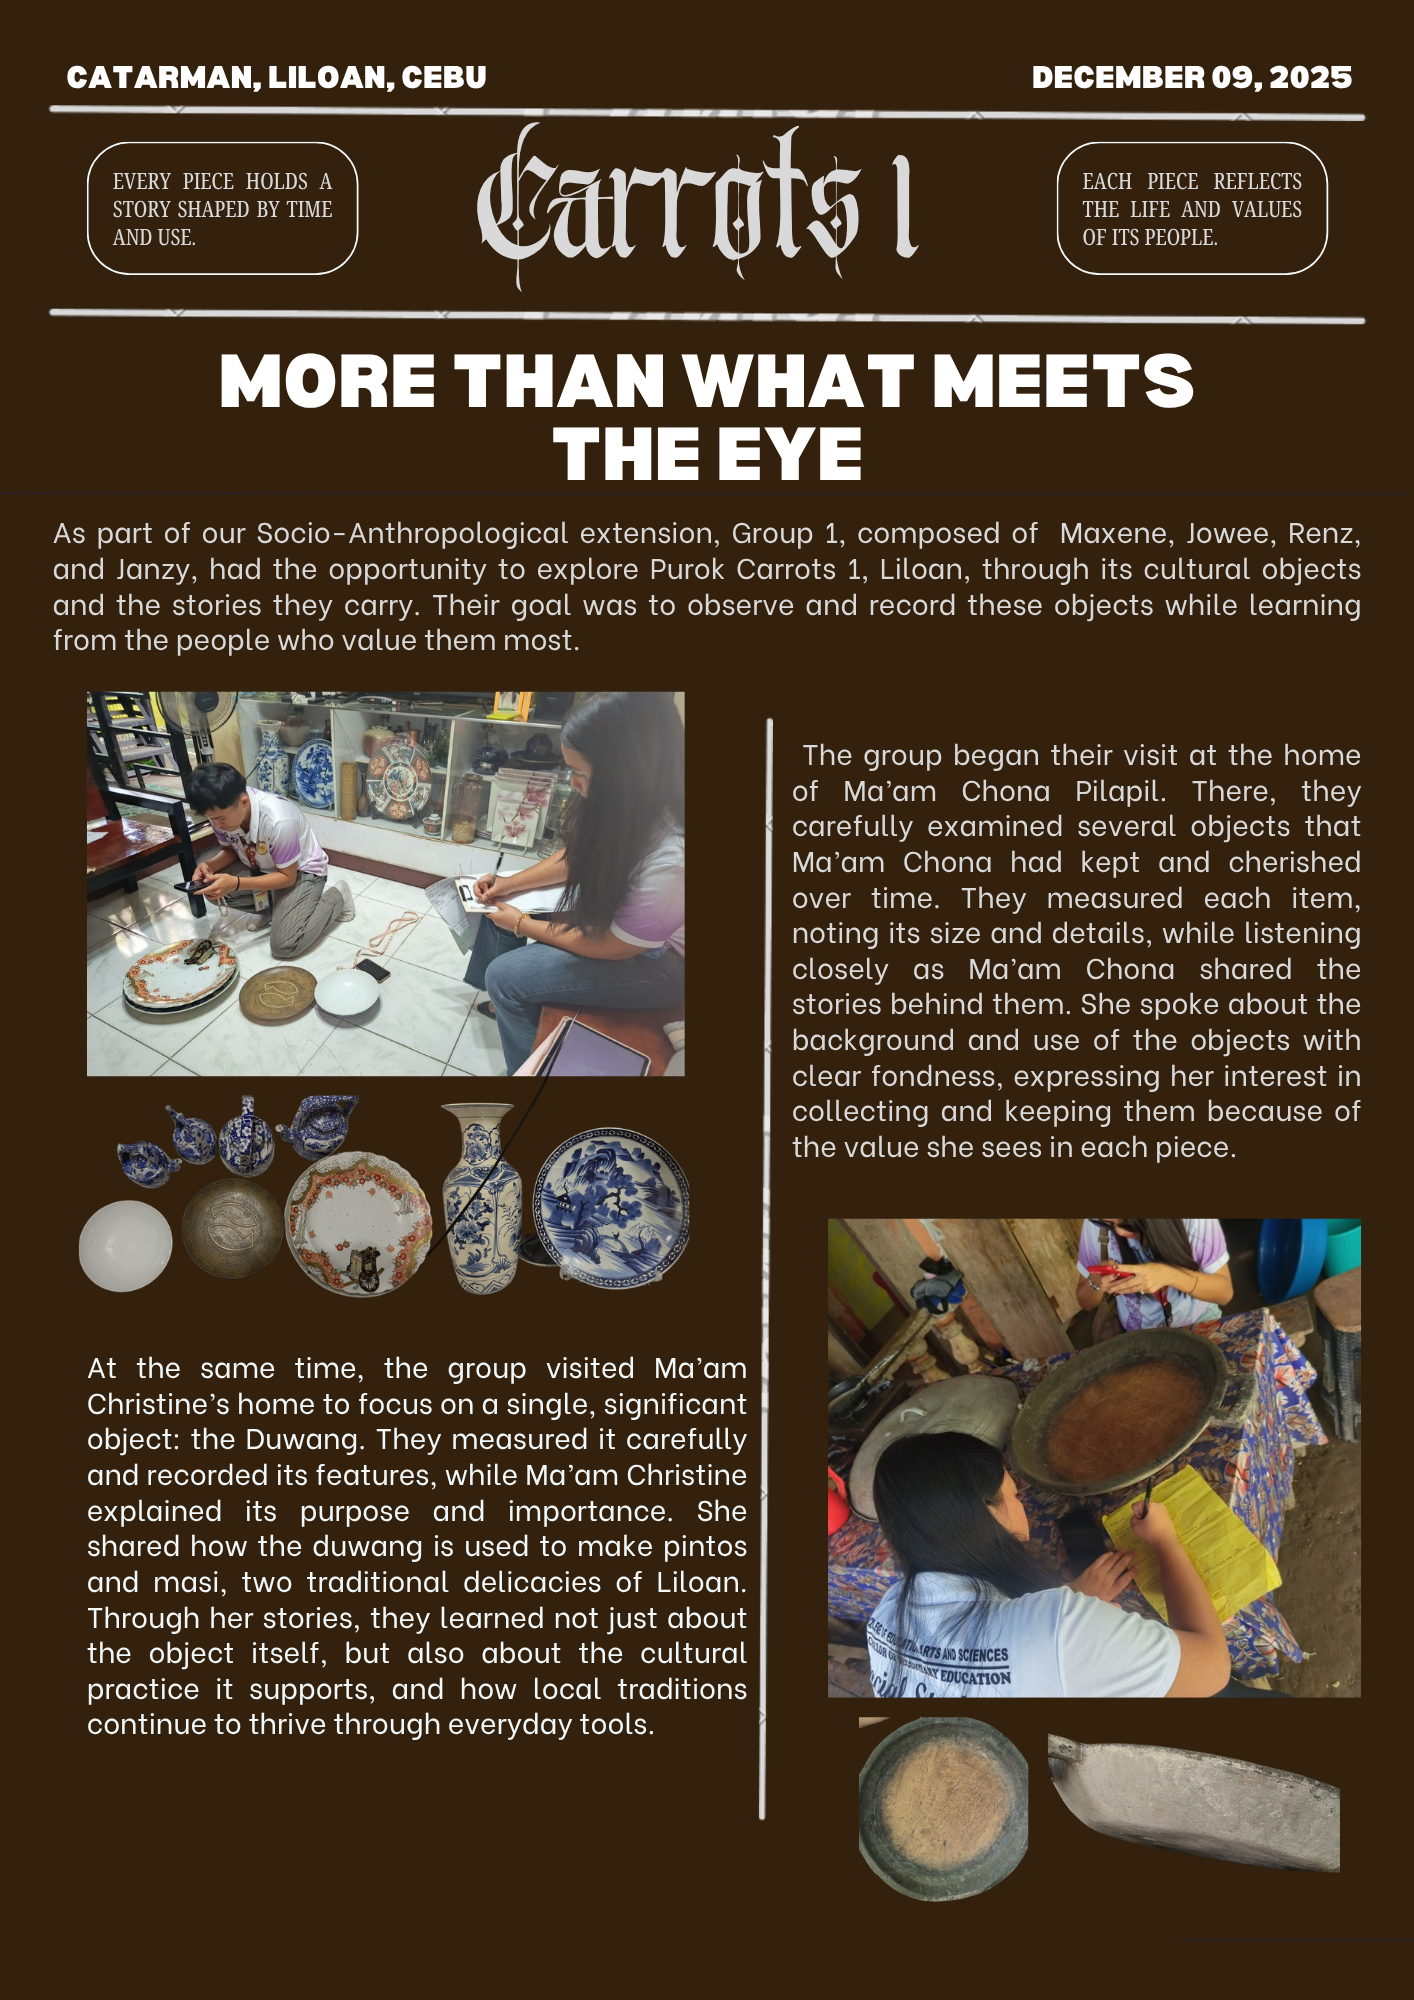 CATARMAN, LILOAN, CEBU
DECEMBER 09, 2025
EVERY PIECE HOLDS A
STORY SHAPED BY TIME
AND USE.
Carrots 1
EACH PIECE REFLECTS
THE LIFE AND VALUES
OF ITS PEOPLE.
MORE THAN WHAT MEETS
THE EYE
As part of our Socio-Anthropological extension, Group 1, composed of Maxene, Jowee, Renz,
and Janzy, had the opportunity to explore Purok Carrots 1, Liloan, through its cultural objects
and the stories they carry. Their goal was to observe and record these objects while learning
from the people who value them most.
The group began their visit at the home
of Ma’am Chona Pilapil. There, they
carefully examined several objects that
Ma’am Chona had kept and cherished
over time. They measured each item,
noting its size and details, while listening
closely as Ma’am Chona shared the
stories behind them. She spoke about the
background and use of the objects with
clear fondness, expressing her interest in
collecting and keeping them because of
the value she sees in each piece.
At the same time, the group visited Ma’am
Christine’s home to focus on a single, significant
object: the Duwang. They measured it carefully
and recorded its features, while Ma’am Christine
explained its purpose and importance. She
shared how the duwang is used to make pintos
and masi, two traditional delicacies of Liloan.
Through her stories, they learned not just about
the object itself, but also about the cultural
practice it supports, and how local traditions
continue to thrive through everyday tools.
ARTS AND SCIENCES
EDUCATION